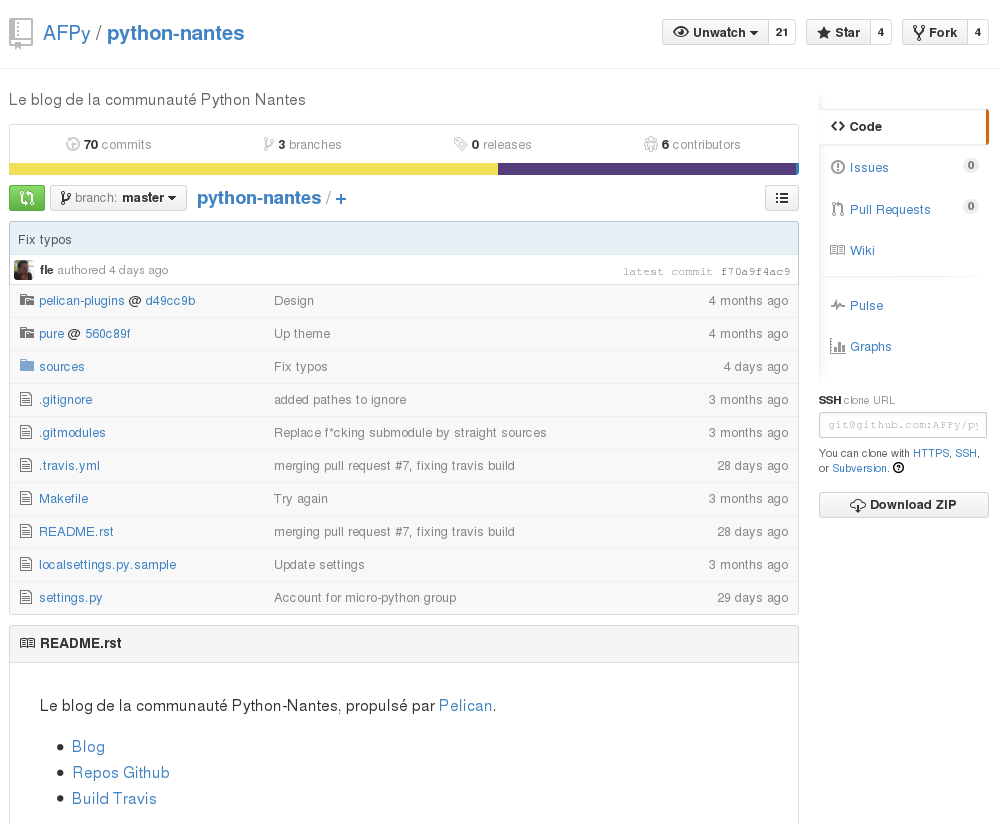 AFPy / python-nantes
Unwatch 21 Star 4 Fork 4
Le blog de la communauté Python Nantes
70 commits 3 branches 0 releases 6 contributors
branch: master python-nantes / +
Fix typos
fle authored 4 days ago latest commit f70a9f4ac9
pelican-plugins @ d49cc9b Design 4 months ago
pure @ 560c89f Up theme 4 months ago
sources Fix typos 4 days ago
.gitignore added pathes to ignore 3 months ago
.gitmodules Replace f*cking submodule by straight sources 3 months ago
.travis.yml merging pull request #7, fixing travis build 28 days ago
Makefile Try again 3 months ago
README.rst merging pull request #7, fixing travis build 28 days ago
localsettings.py.sample Update settings 3 months ago
settings.py Account for micro-python group 29 days ago
README.rst
Le blog de la communauté Python-Nantes, propulsé par Pelican.
Blog
Repos Github
Build Travis
Code
Issues 0
Pull Requests 0
Wiki
Pulse
Graphs
SSH clone URL
git@github.com:AFPy/py
You can clone with HTTPS, SSH,
or Subversion.
Download ZIP